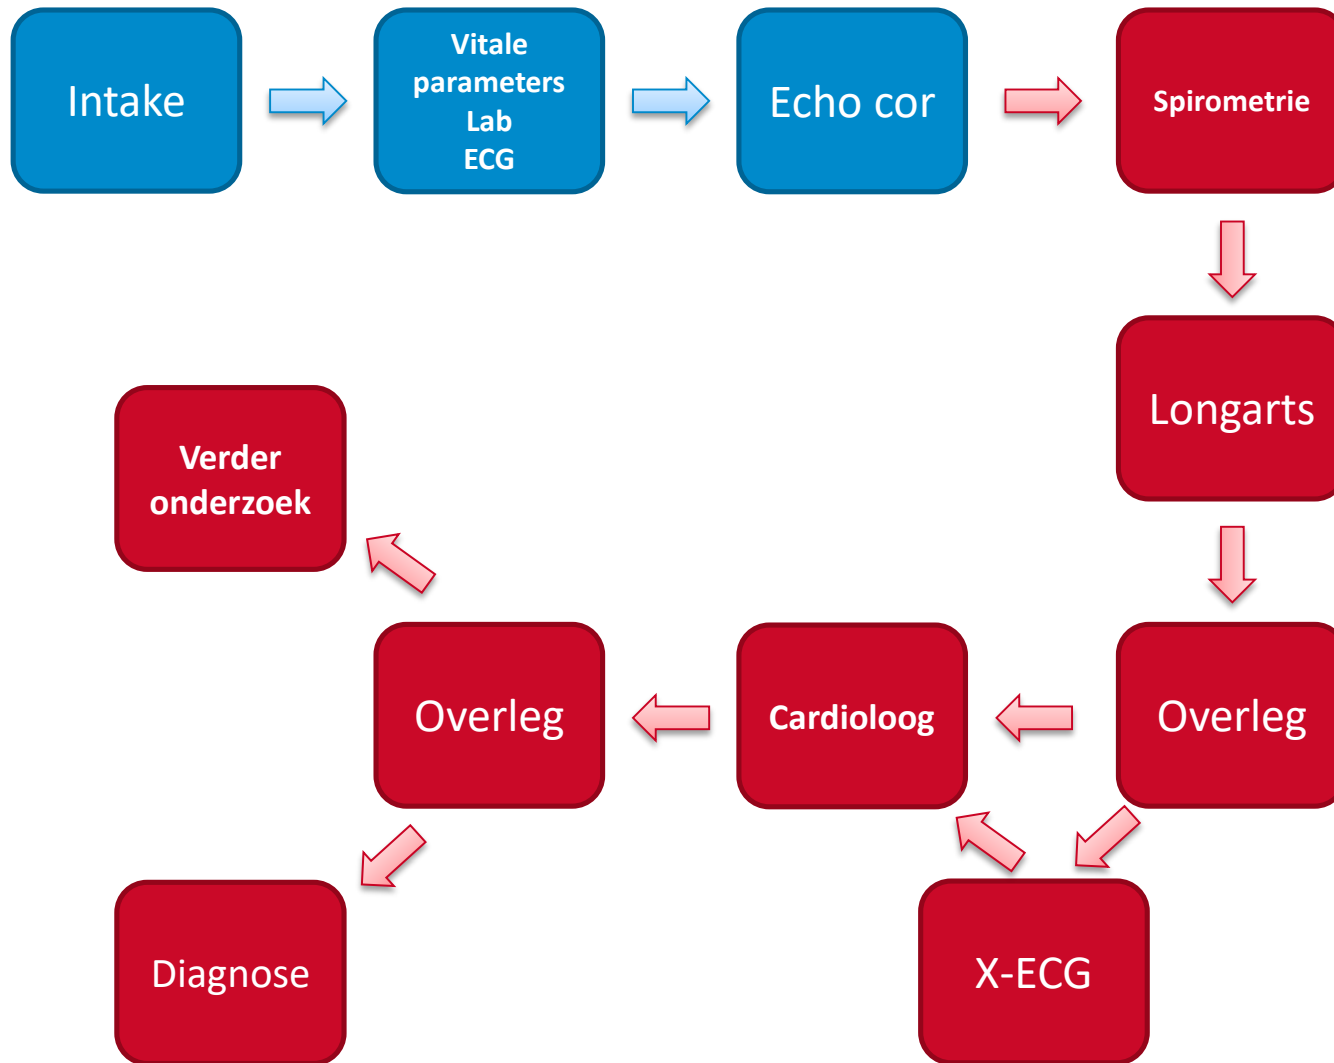 Intake
Vitale
parameters
Lab
ECG
Echo cor
Spirometrie
Longarts
Verder
onderzoek
Overleg
Cardioloog
Overleg
Diagnose
X-ECG